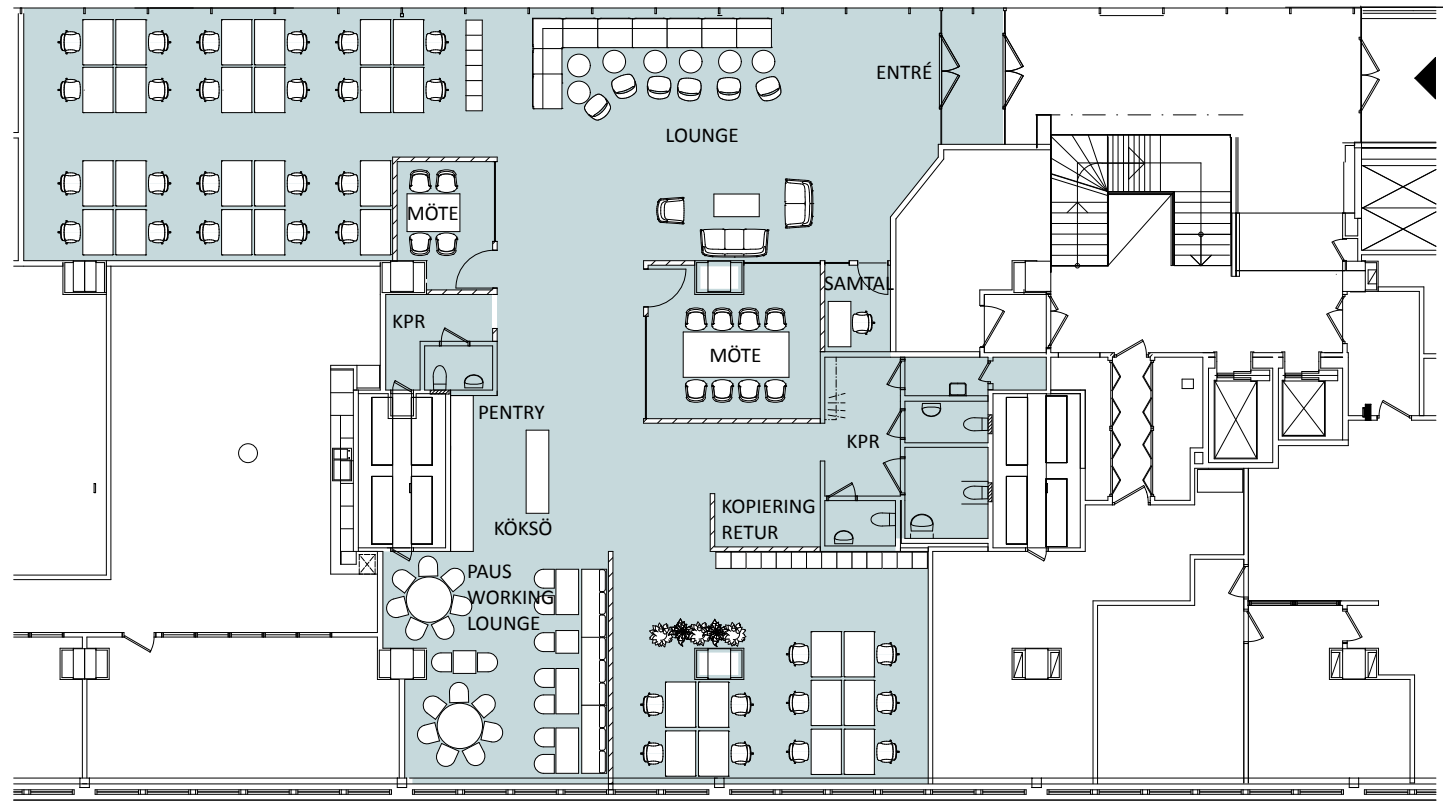 ENTRÉ
LOUNGE
MÖTE
SAMTAL
KPR
MÖTE
PENTRY
KPR
KÖKSÖ
KOPIERING
RETUR
PAUS
WORKING
LOUNGE